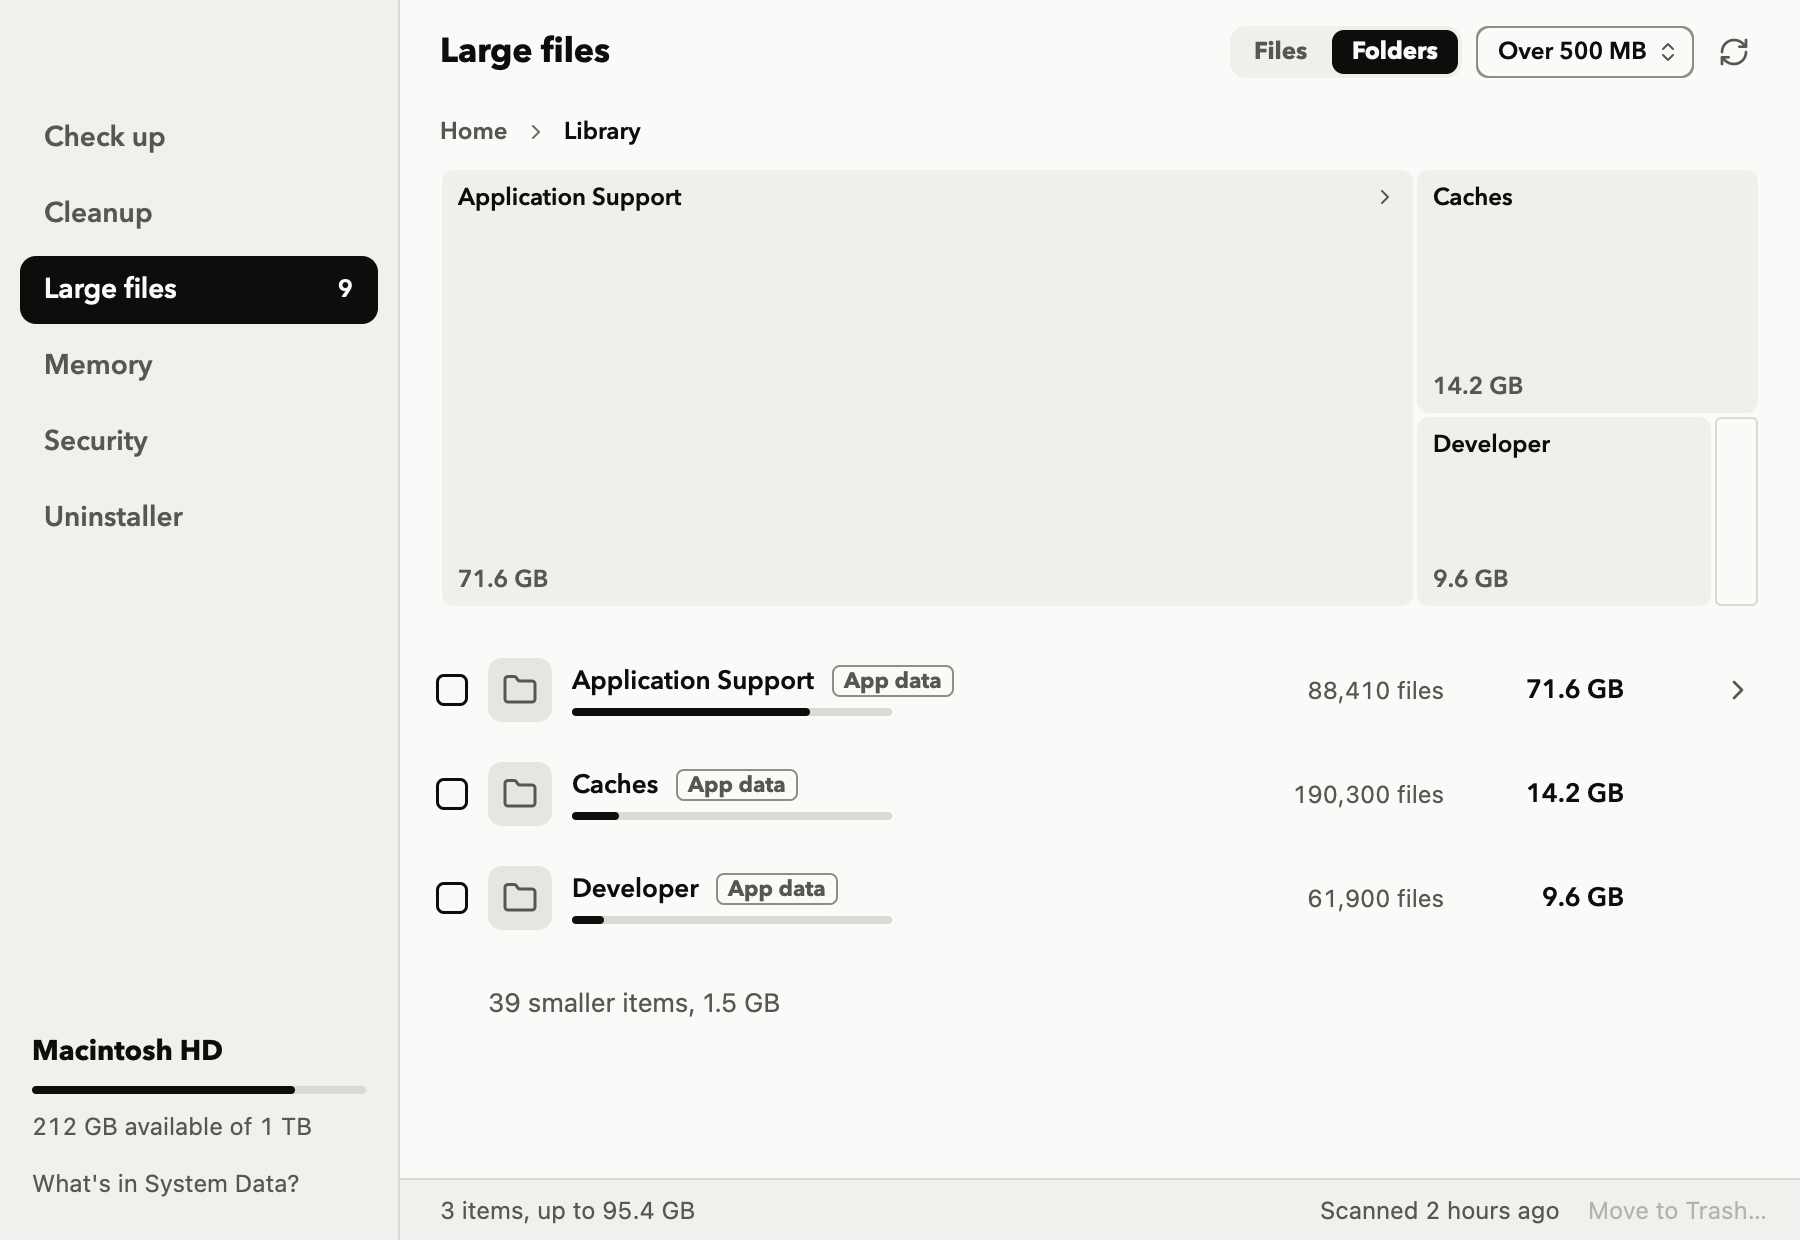 Large files
Files
Folders
Over 500 MB
Check up
Cleanup
Large files 9
Memory
Security
Uninstaller
Macintosh HD
212 GB available of 1 TB
What's in System Data?
Home > Library
Application Support
71.6 GB
Caches
14.2 GB
Developer
9.6 GB
Application Support App data 88,410 files 71.6 GB
Caches App data 190,300 files 14.2 GB
Developer App data 61,900 files 9.6 GB
39 smaller items, 1.5 GB
3 items, up to 95.4 GB
Scanned 2 hours ago
Move to Trash...